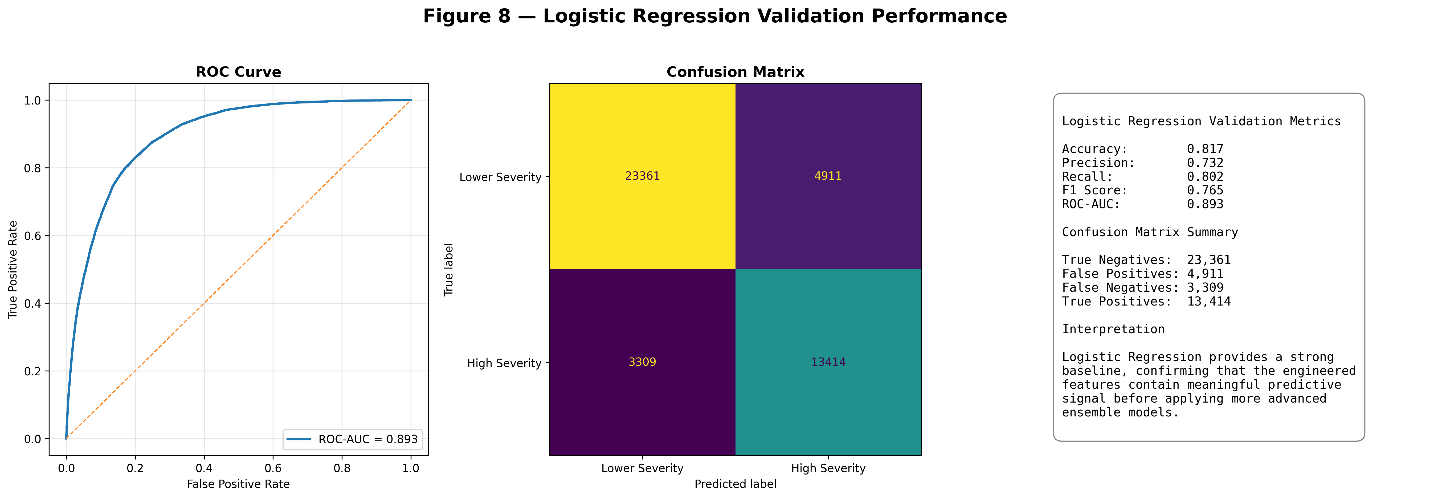 Figure 8 — Logistic Regression Validation Performance
ROC Curve
True Positive Rate
1.0
0.8
0.6
0.4
0.2
0.0
0.0 0.2 0.4 0.6 0.8 1.0
False Positive Rate
ROC-AUC = 0.893
Confusion Matrix
True label
Lower Severity
High Severity
23361 4911
3309 13414
Lower Severity High Severity
Predicted label
Logistic Regression Validation Metrics
Accuracy: 0.817
Precision: 0.732
Recall: 0.802
F1 Score: 0.765
ROC-AUC: 0.893
Confusion Matrix Summary
True Negatives: 23,361
False Positives: 4,911
False Negatives: 3,309
True Positives: 13,414
Interpretation
Logistic Regression provides a strong
baseline, confirming that the engineered
features contain meaningful predictive
signal before applying more advanced
ensemble models.